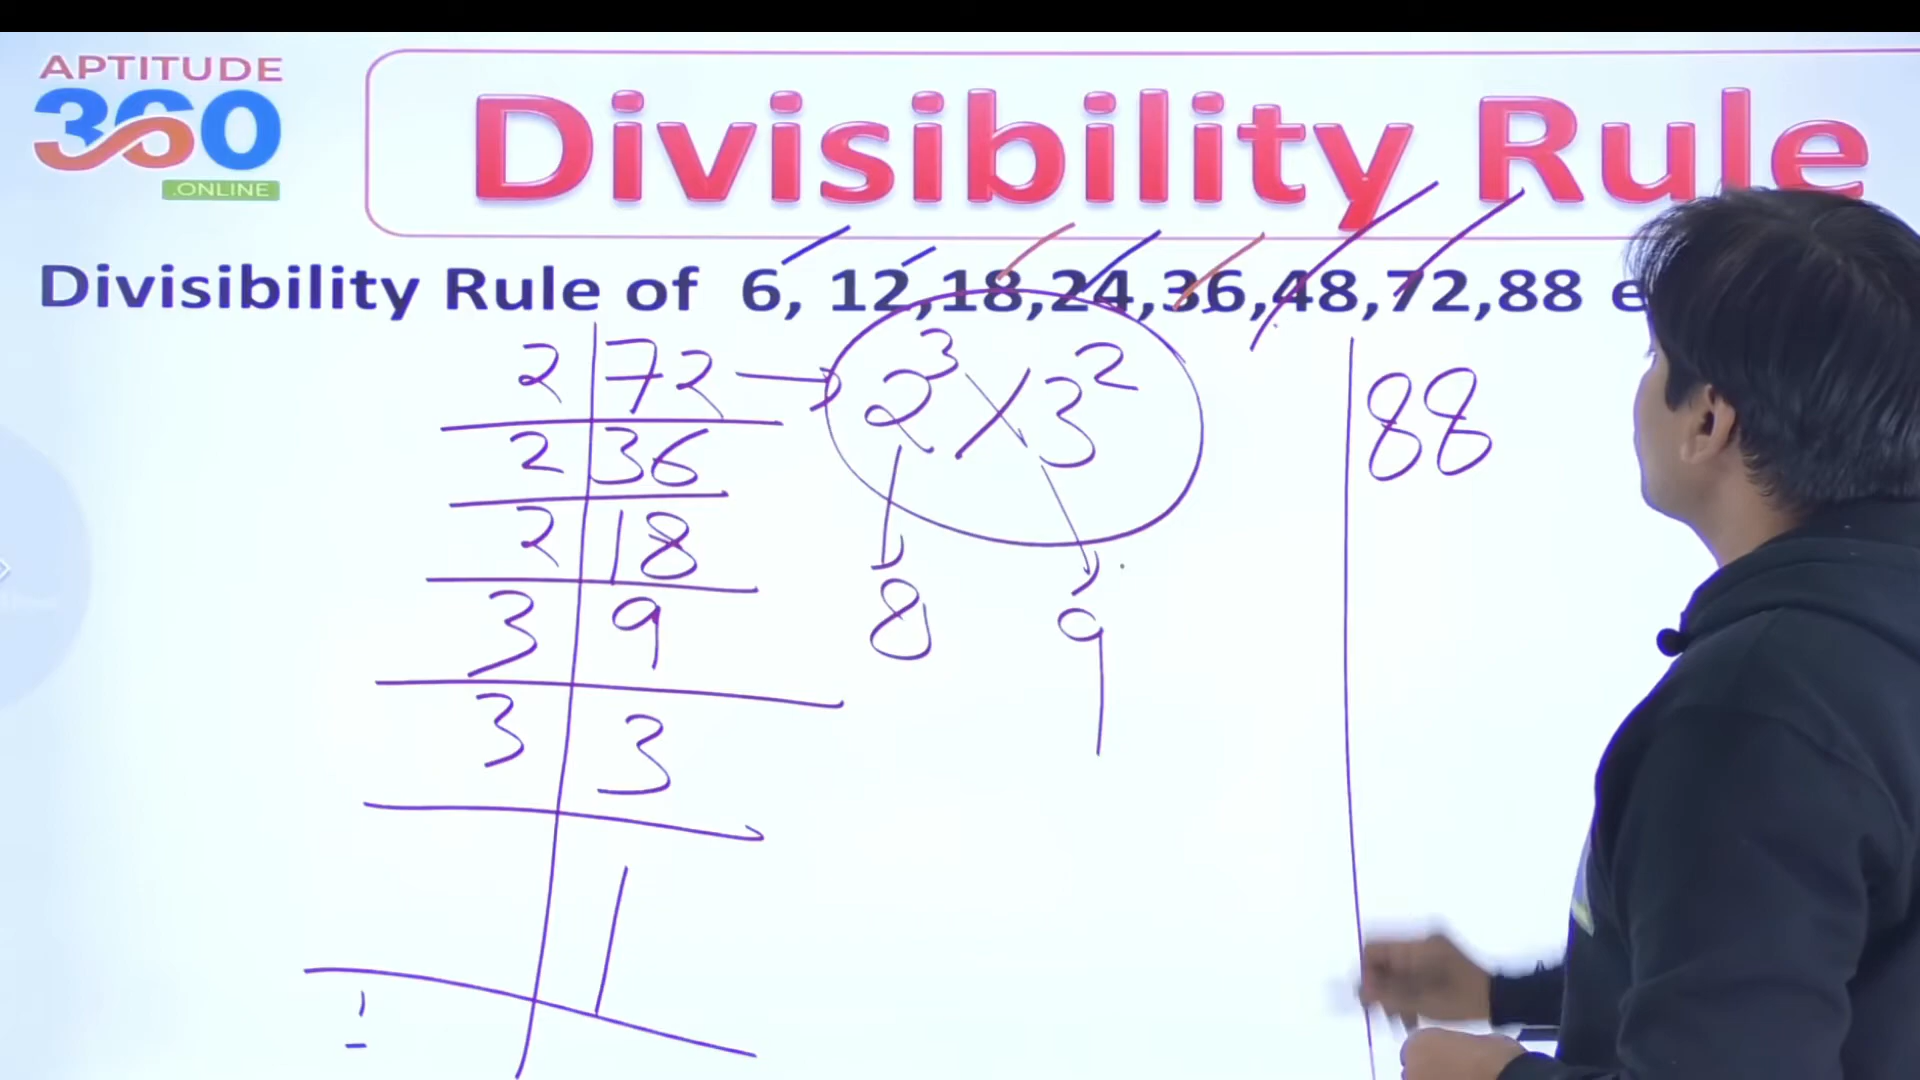 APTITUDE
360
.ONLINE
Divisibility Rule
Divisibility Rule of 6, 12,18,24,36,48,72,88 e
2 72 → 2³ × 3²
2 36
2 18
3 9
3 3
1
8 9
88